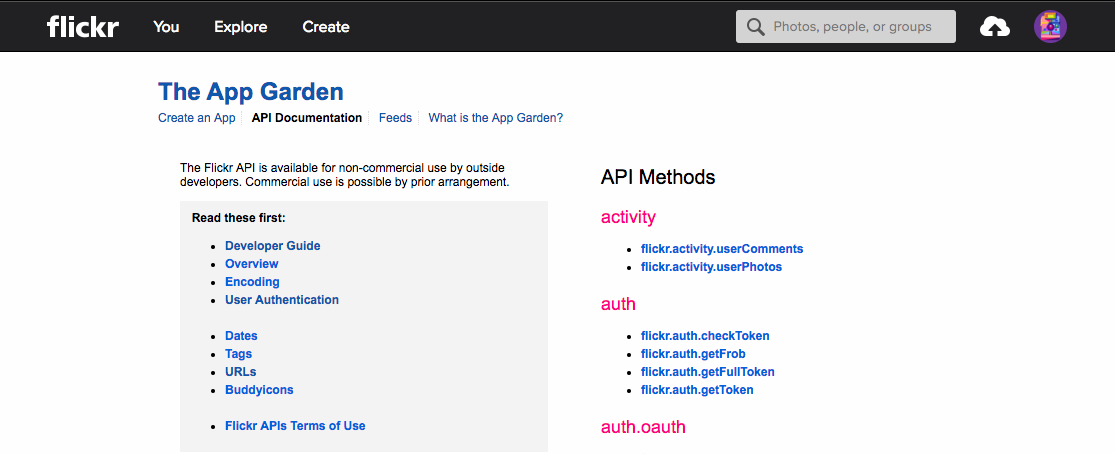 flickr You Explore Create Photos, people, or groups
The App Garden
Create an App API Documentation Feeds What is the App Garden?
The Flickr API is available for non-commercial use by outside
developers. Commercial use is possible by prior arrangement.
Read these first:
Developer Guide
Overview
Encoding
User Authentication
Dates
Tags
URLs
Buddyicons
Flickr APIs Terms of Use
API Methods
activity
flickr.activity.userComments
flickr.activity.userPhotos
auth
flickr.auth.checkToken
flickr.auth.getFrob
flickr.auth.getFullToken
flickr.auth.getToken
auth.oauth